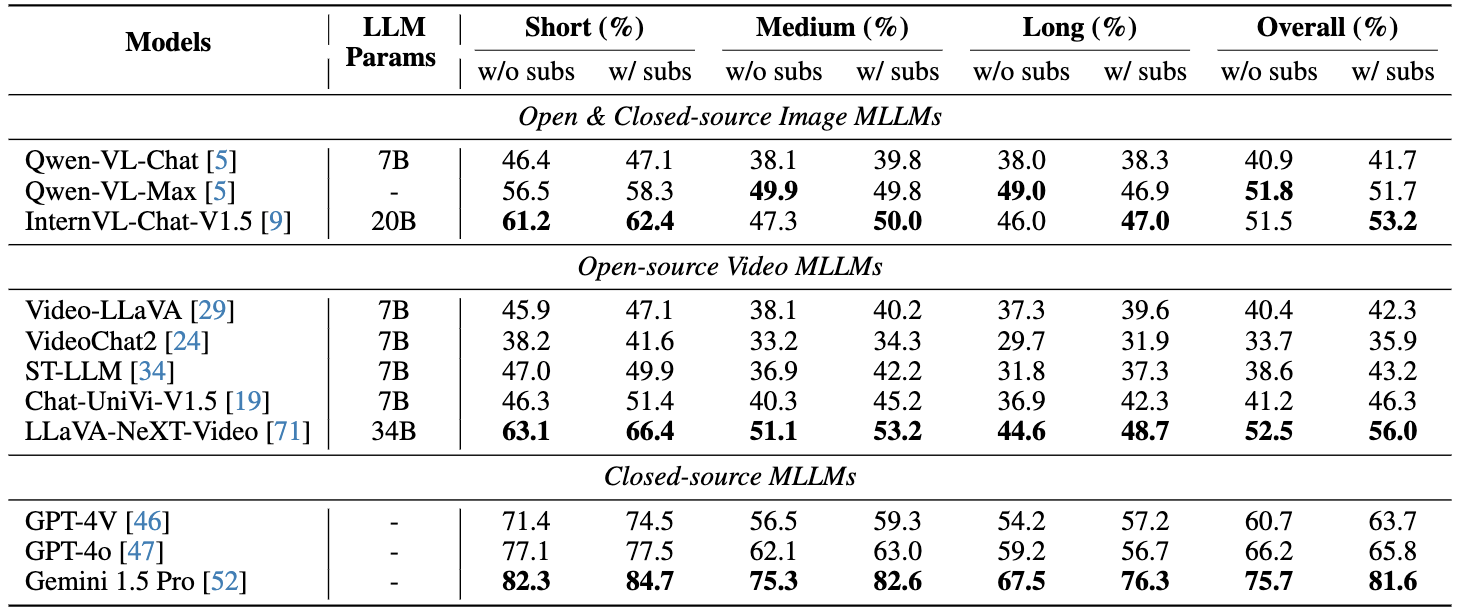 Models LLM Params Short (%) Medium (%) Long (%) Overall (%)
w/o subs w/ subs w/o subs w/ subs w/o subs w/ subs w/o subs w/ subs
Open & Closed-source Image MLLMs
Qwen-VL-Chat [5] 7B 46.4 47.1 38.1 39.8 38.0 38.3 40.9 41.7
Qwen-VL-Max [5] - 56.5 58.3 49.9 49.8 49.0 46.9 51.8 51.7
InternVL-Chat-V1.5 [9] 20B 61.2 62.4 47.3 50.0 46.0 47.0 51.5 53.2
Open-source Video MLLMs
Video-LLaVA [29] 7B 45.9 47.1 38.1 40.2 37.3 39.6 40.4 42.3
VideoChat2 [24] 7B 38.2 41.6 33.2 34.3 29.7 31.9 33.7 35.9
ST-LLM [34] 7B 47.0 49.9 36.9 42.2 31.8 37.3 38.6 43.2
Chat-UniVi-V1.5 [19] 7B 46.3 51.4 40.3 45.2 36.9 42.3 41.2 46.3
LLaVA-NeXT-Video [71] 34B 63.1 66.4 51.1 53.2 44.6 48.7 52.5 56.0
Closed-source MLLMs
GPT-4V [46] - 71.4 74.5 56.5 59.3 54.2 57.2 60.7 63.7
GPT-4o [47] - 77.1 77.5 62.1 63.0 59.2 56.7 66.2 65.8
Gemini 1.5 Pro [52] - 82.3 84.7 75.3 82.6 67.5 76.3 75.7 81.6